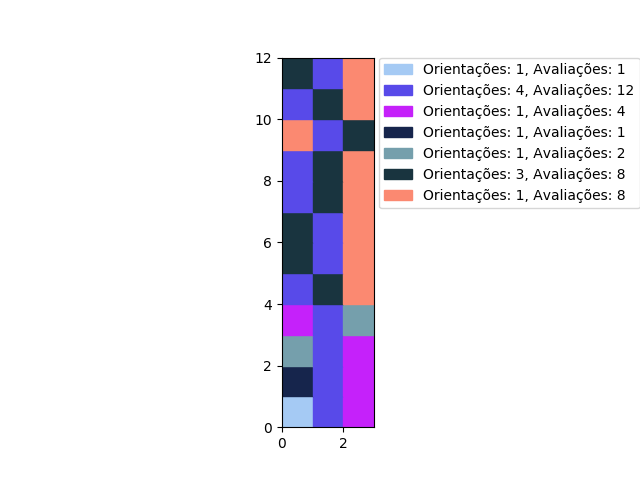 12
10
8
6
4
2
0
0 2
Orientações: 1, Avaliações: 1
Orientações: 4, Avaliações: 12
Orientações: 1, Avaliações: 4
Orientações: 1, Avaliações: 1
Orientações: 1, Avaliações: 2
Orientações: 3, Avaliações: 8
Orientações: 1, Avaliações: 8